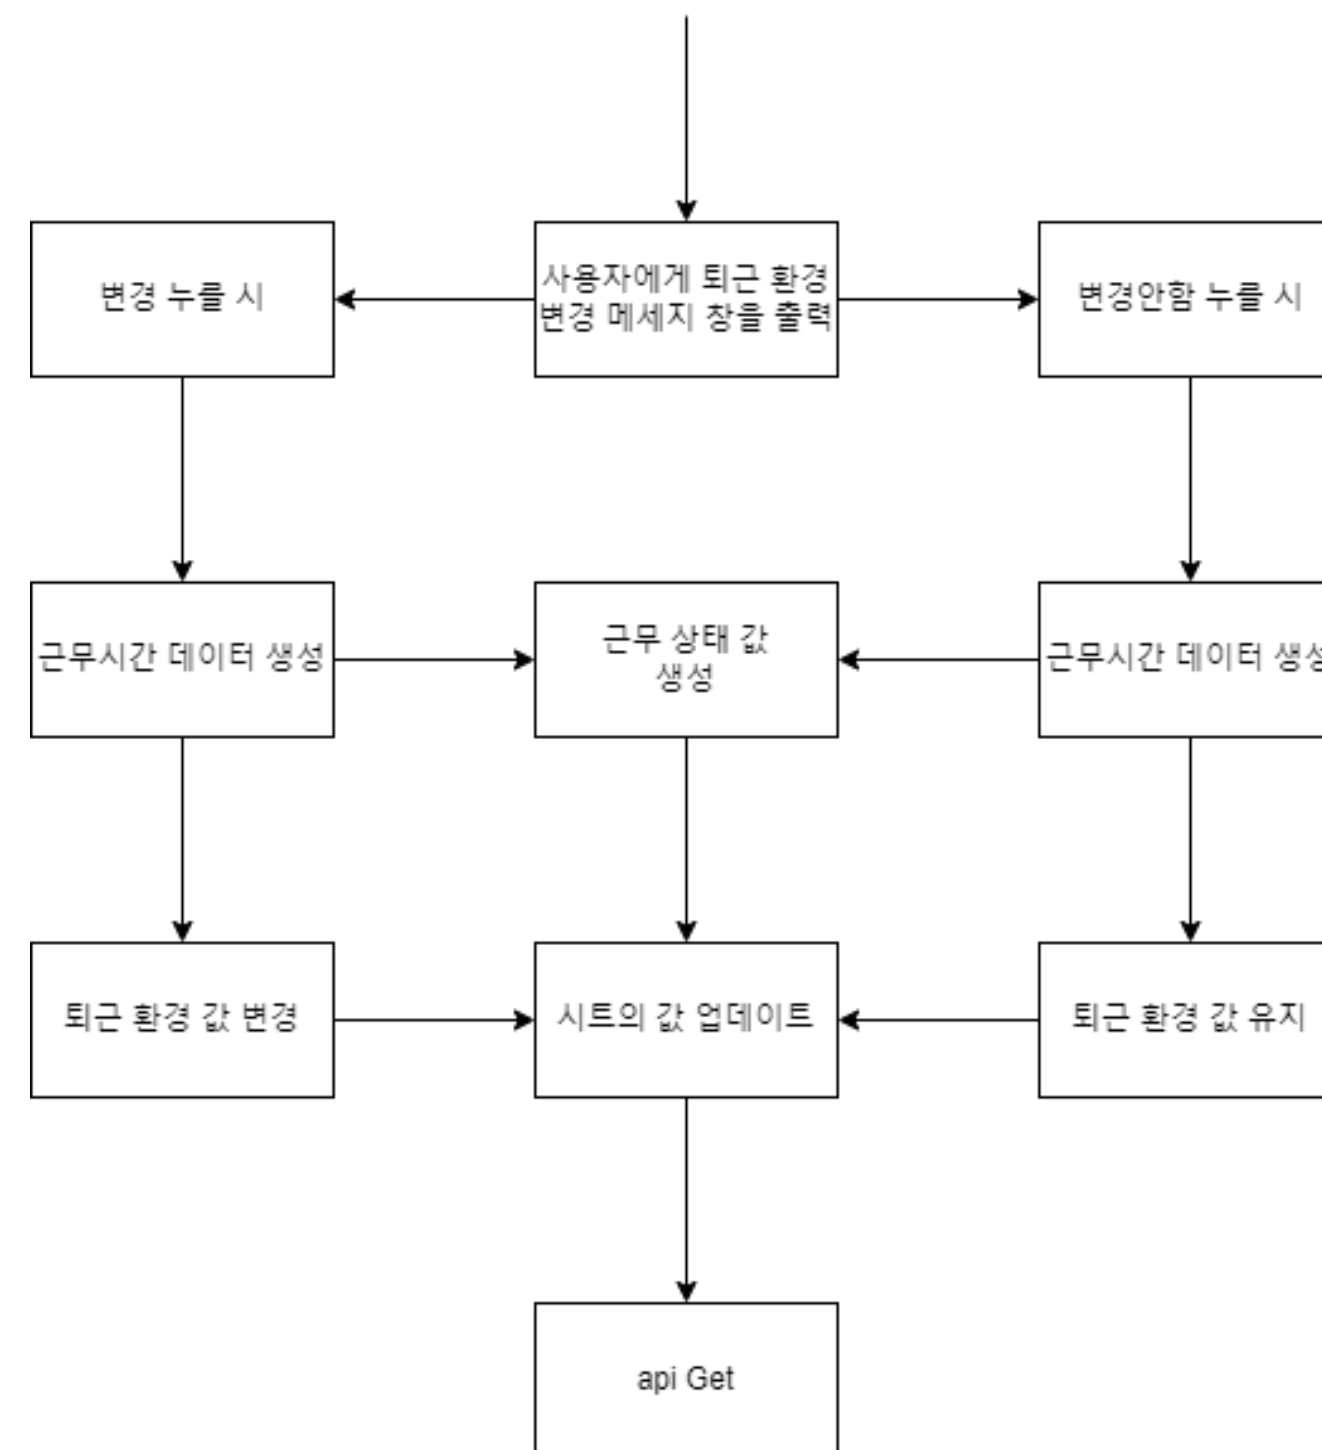 변경 누를 시
사용자에게 퇴근 환경
변경 메세지 창을 출력
변경안함 누를 시
근무시간 데이터 생성
근무 상태 값
생성
근무시간 데이터 생성
퇴근 환경 값 변경
시트의 값 업데이트
퇴근 환경 값 유지
api Get